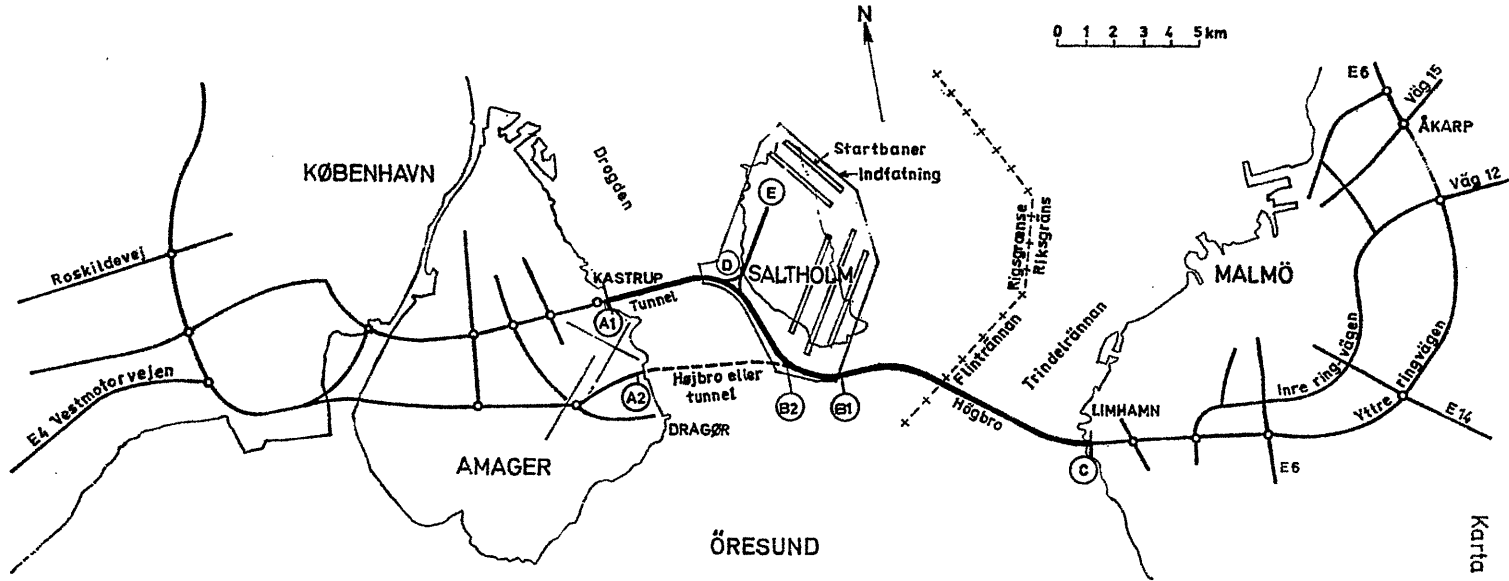 N
0 1 2 3 4 5 km
E6
Väg 15
ÅKARP
Väg 12
KØBENHAVN
Drogden
Startbaner
Indfatning
E
D
SALTHOLM
Rigsgrænse
Riksgräns
MALMÖ
Roskildevej
KASTRUP
Tunnel
A1
Flintrännan
Trindelrännan
Inre ringvägen
Yttre ringvägen
E4 Vestmotorvejen
Højbro eller
tunnel
A2
B2
B1
Högbro
LIMHAMN
E14
DRAGØR
AMAGER
C
E6
ÖRESUND
Karta